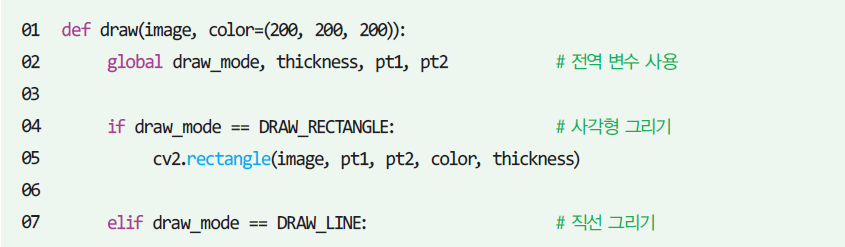 01 def draw(image, color=(200, 200, 200)):
02 global draw_mode, thickness, pt1, pt2 # 전역 변수 사용
03
04 if draw_mode == DRAW_RECTANGLE: # 사각형 그리기
05 cv2.rectangle(image, pt1, pt2, color, thickness)
06
07 elif draw_mode == DRAW_LINE: # 직선 그리기